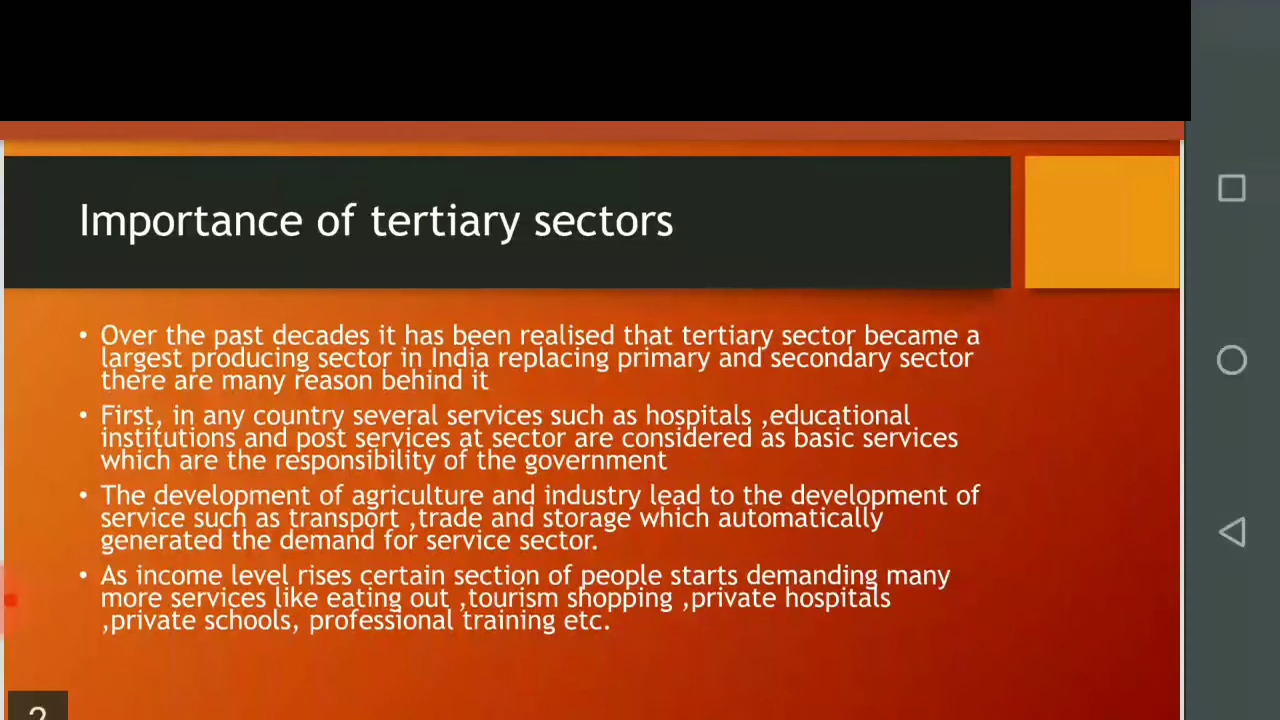 Importance of tertiary sectors
• Over the past decades it has been realised that tertiary sector became a
largest producing sector in India replacing primary and secondary sector
there are many reason behind it
• First, in any country several services such as hospitals ,educational
institutions and post services at sector are considered as basic services
which are the responsibility of the government
• The development of agriculture and industry lead to the development of
service such as transport ,trade and storage which automatically
generated the demand for service sector.
• As income level rises certain section of people starts demanding many
more services like eating out ,tourism shopping ,private hospitals
,private schools, professional training etc.
2